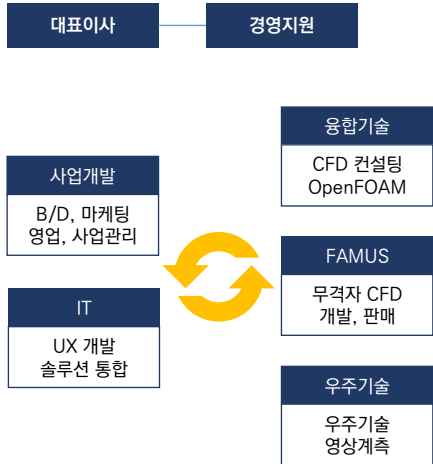 대표이사
경영지원
사업개발
B/D, 마케팅
영업, 사업관리
IT
UX 개발
솔루션 통합
융합기술
CFD 컨설팅
OpenFOAM
FAMUS
무격자 CFD
개발, 판매
우주기술
우주기술
영상계측